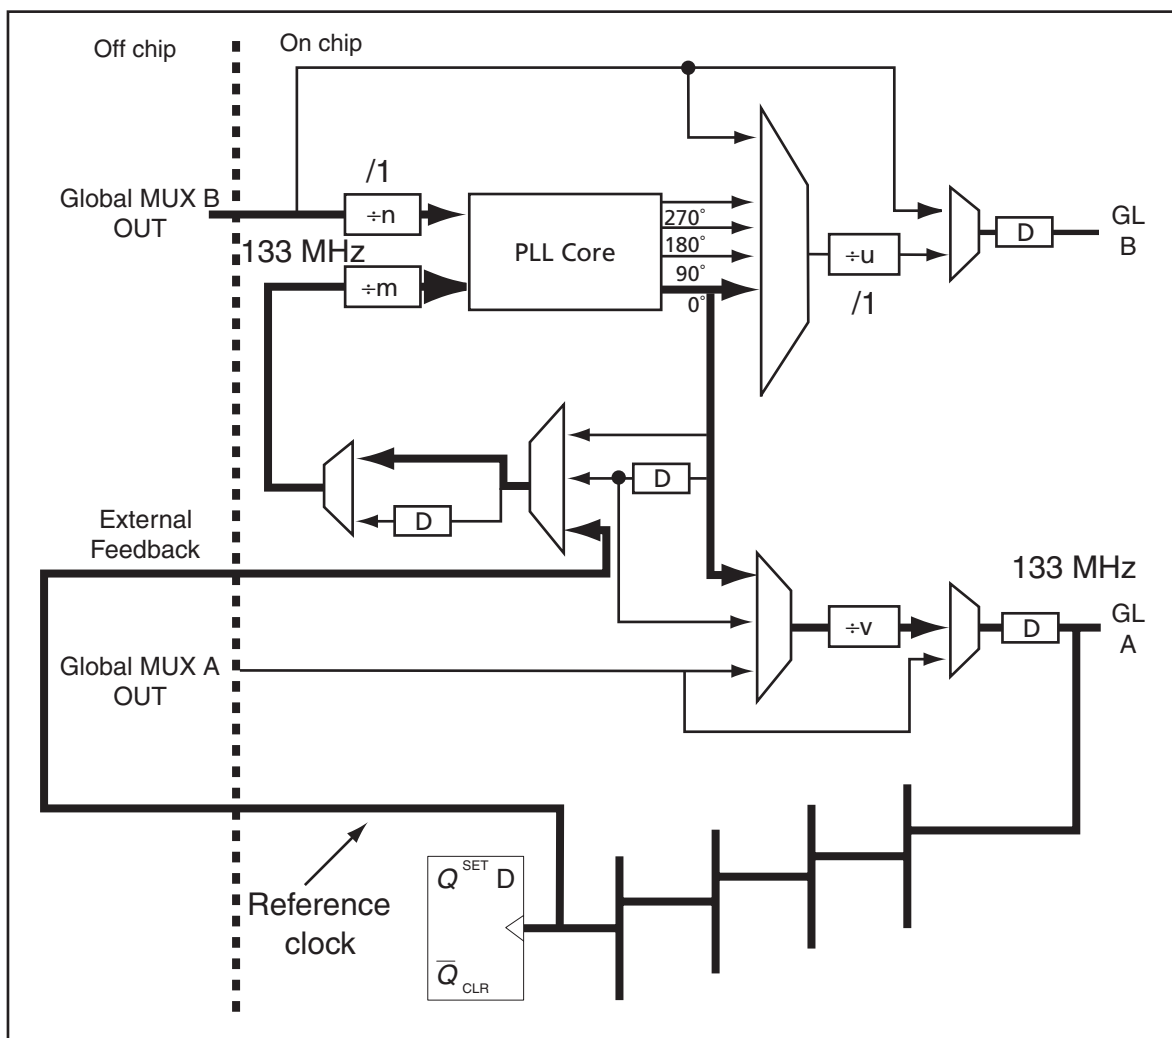 Off chip
On chip
/1
Global MUX B
OUT
÷n
133 MHz
÷m
PLL Core
270°
180°
90°
0°
÷u
/1
D
GL
B
D
D
External
Feedback
133 MHz
÷v
D
GL
A
Global MUX A
OUT
Reference
clock
Q SET D
Q̅ CLR